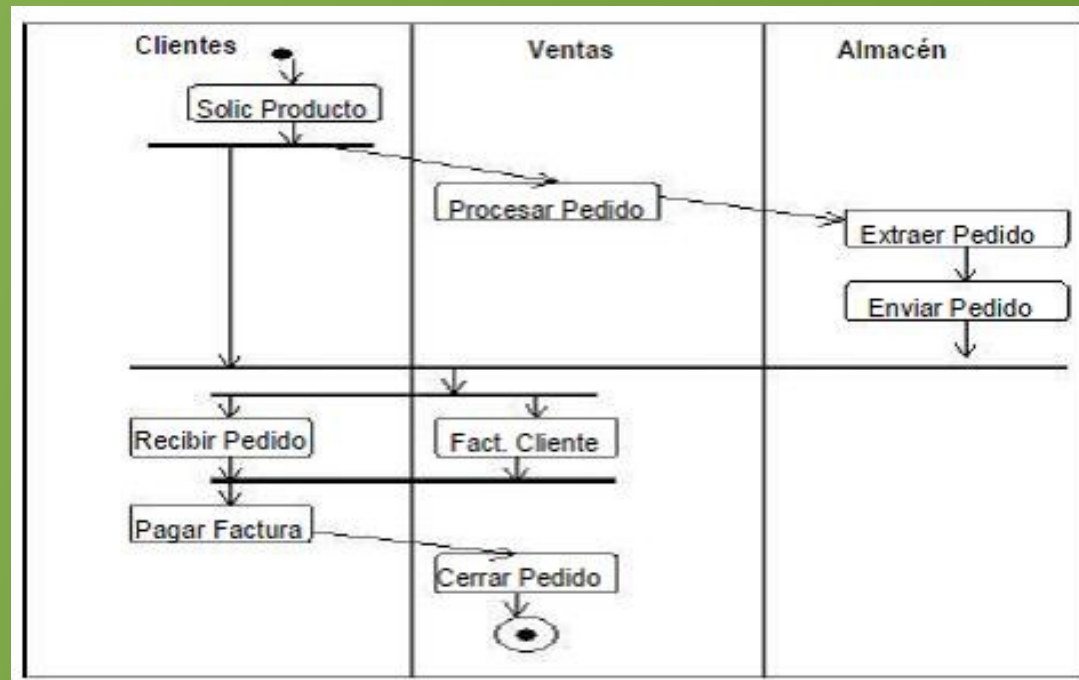 Clientes
Ventas
Almacén
Solic Producto
Procesar Pedido
Extraer Pedido
Enviar Pedido
Recibir Pedido
Fact. Cliente
Pagar Factura
Cerrar Pedido